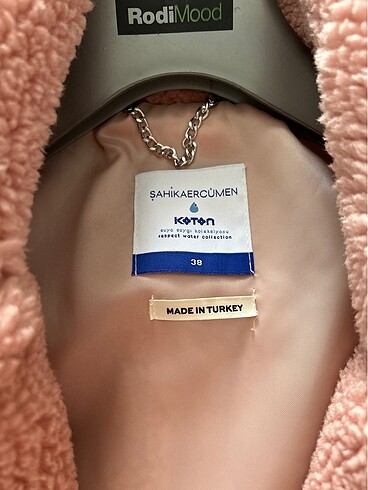 RodiMood
ŞAHİKAERCÜMEN
KOTON
suya saygı koleksiyonu
respect water collection
38
MADE IN TURKEY